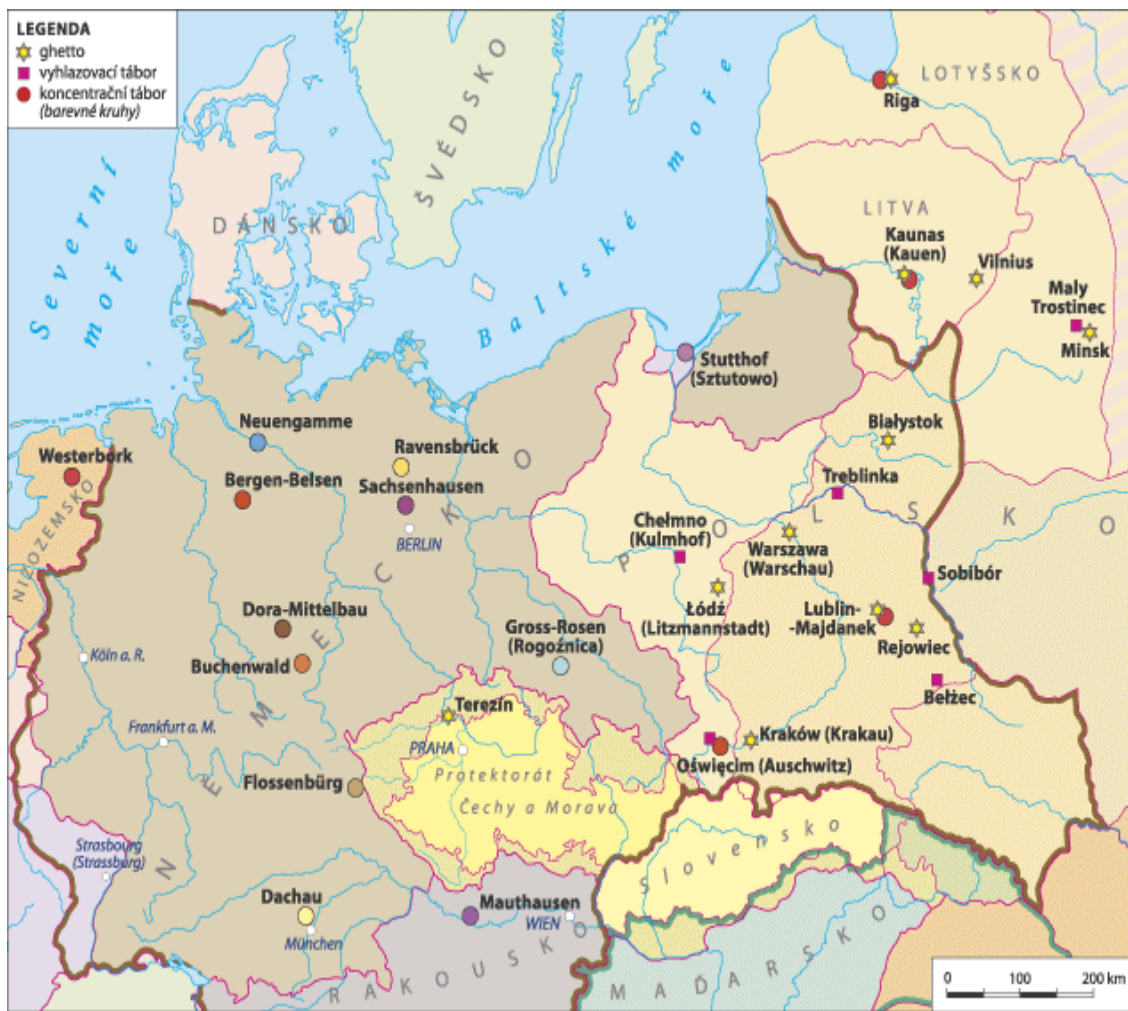 LEGENDA
ghetto
vyhlazovací tábor
koncentrační tábor
(barevné kruhy)
LOTYŠSKO
Riga
ŠVÉDSKO
Severní
moře
DÁNSKO
Baltské moře
LITVA
Kaunas
(Kauen)
Vilnius
Maly
Trostinec
Minsk
Stutthof
(Sztutowo)
Neuengamme
Ravensbrück
Białystok
Westerbork
Bergen-Belsen
Sachsenhausen
Treblinka
NIZOZEMSKO
BERLIN
Chełmno
(Kulmhof)
POLSKO
Warszawa
(Warschau)
Sobibór
Dora-Mittelbau
NĚMECKO
Gross-Rosen
(Rogoźnica)
Łódź
(Litzmannstadt)
Lublin-
-Majdanek
Rejowiec
Köln a. R.
Buchenwald
Bełżec
Terezín
Frankfurt a. M.
PRAHA
Kraków (Krakau)
Oświęcim (Auschwitz)
Flossenbürg
Protektorát
Čechy a Morava
Slovensko
Strasbourg
(Strassburg)
Dachau
Mauthausen
WIEN
München
RAKOUSKO
MAĎARSKO
0 100 200 km